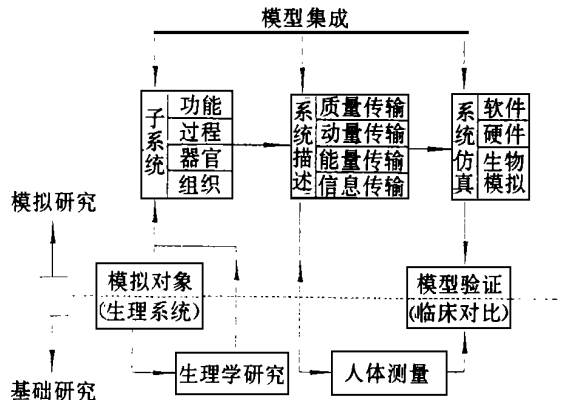 模型集成
子系统
功能
过程
器官
组织
系统描述
质量传输
动量传输
能量传输
信息传输
系统仿真
软件
硬件
生物
模拟
模拟研究
模拟对象
(生理系统)
模型验证
(临床对比)
基础研究
生理学研究
人体测量